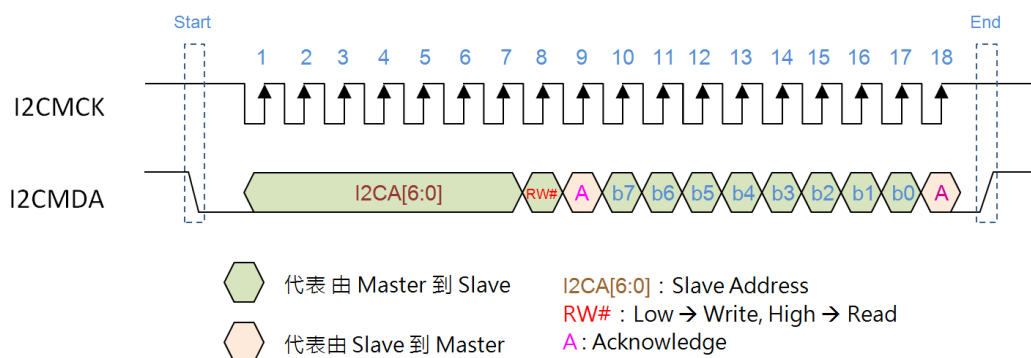 Start
End
1 2 3 4 5 6 7 8 9 10 11 12 13 14 15 16 17 18
I2CMCK
I2CMDA
I2CA[6:0] RW# A b7 b6 b5 b4 b3 b2 b1 b0 A
代表 由 Master 到 Slave
代表由 Slave 到 Master
I2CA[6:0] : Slave Address
RW# : Low → Write, High → Read
A : Acknowledge